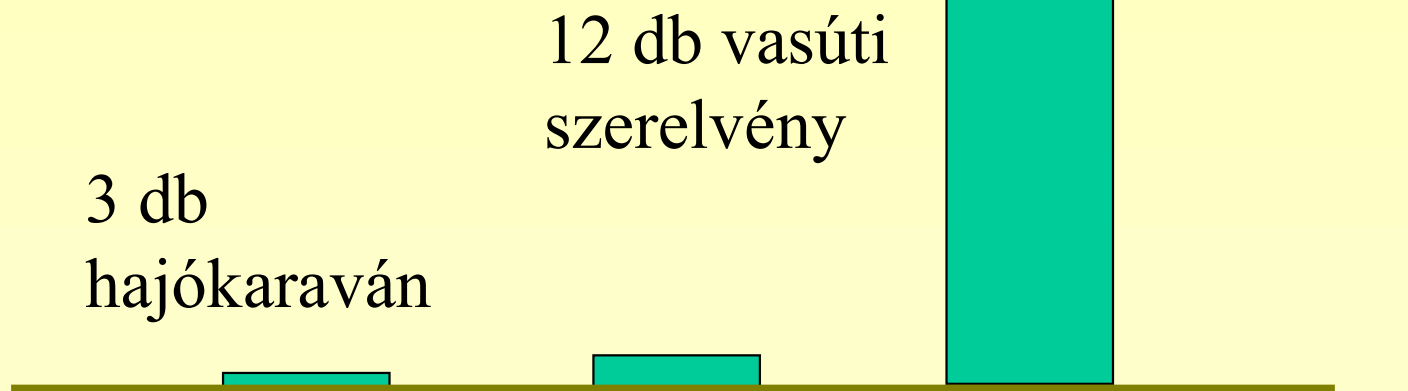 12 db vasúti
szerelvény
3 db
hajókaraván